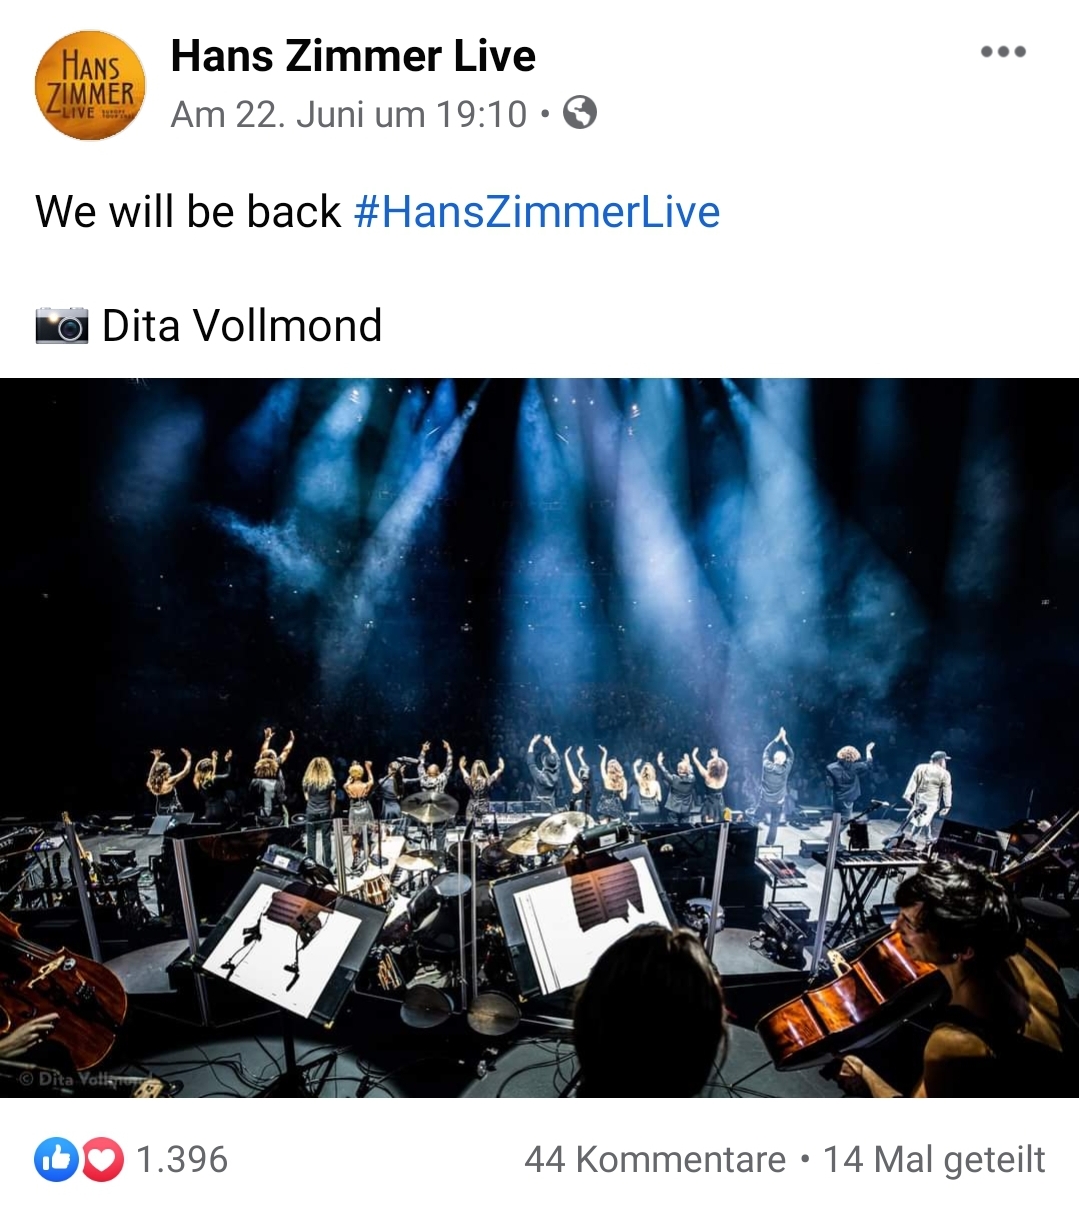 HANS
ZIMMER
LIVE
Hans Zimmer Live
Am 22. Juni um 19:10 •
We will be back #HansZimmerLive
Dita Vollmond
© Dita Vollmond
1.396
44 Kommentare • 14 Mal geteilt